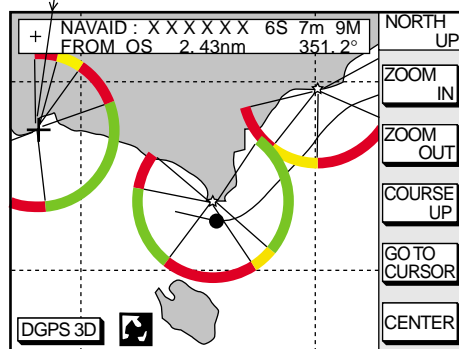 + NAVAID : X X X X X X 6S 7m 9M
FROM OS 2. 43nm 351. 2°
NORTH
UP
ZOOM
IN
ZOOM
OUT
COURSE
UP
GO TO
CURSOR
CENTER
DGPS 3D